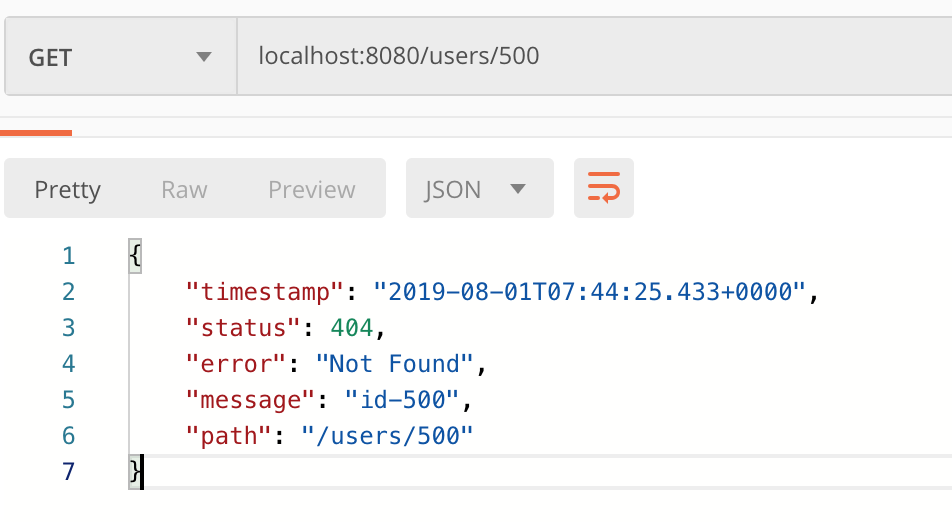 GET localhost:8080/users/500
Pretty Raw Preview JSON
1 {
2 "timestamp": "2019-08-01T07:44:25.433+0000",
3 "status": 404,
4 "error": "Not Found",
5 "message": "id-500",
6 "path": "/users/500"
7 }